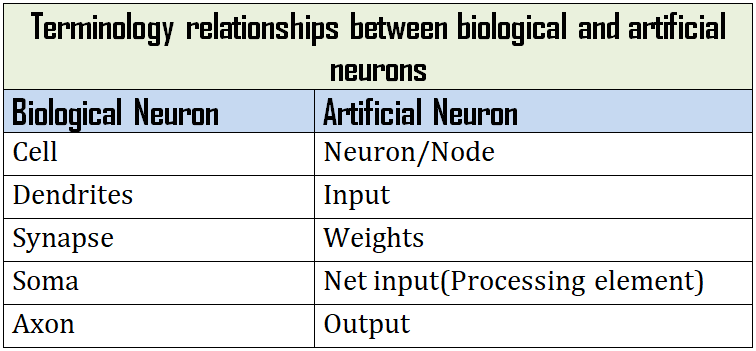 Terminology relationships between biological and artificial
neurons
Biological Neuron Artificial Neuron
Cell Neuron/Node
Dendrites Input
Synapse Weights
Soma Net input(Processing element)
Axon Output